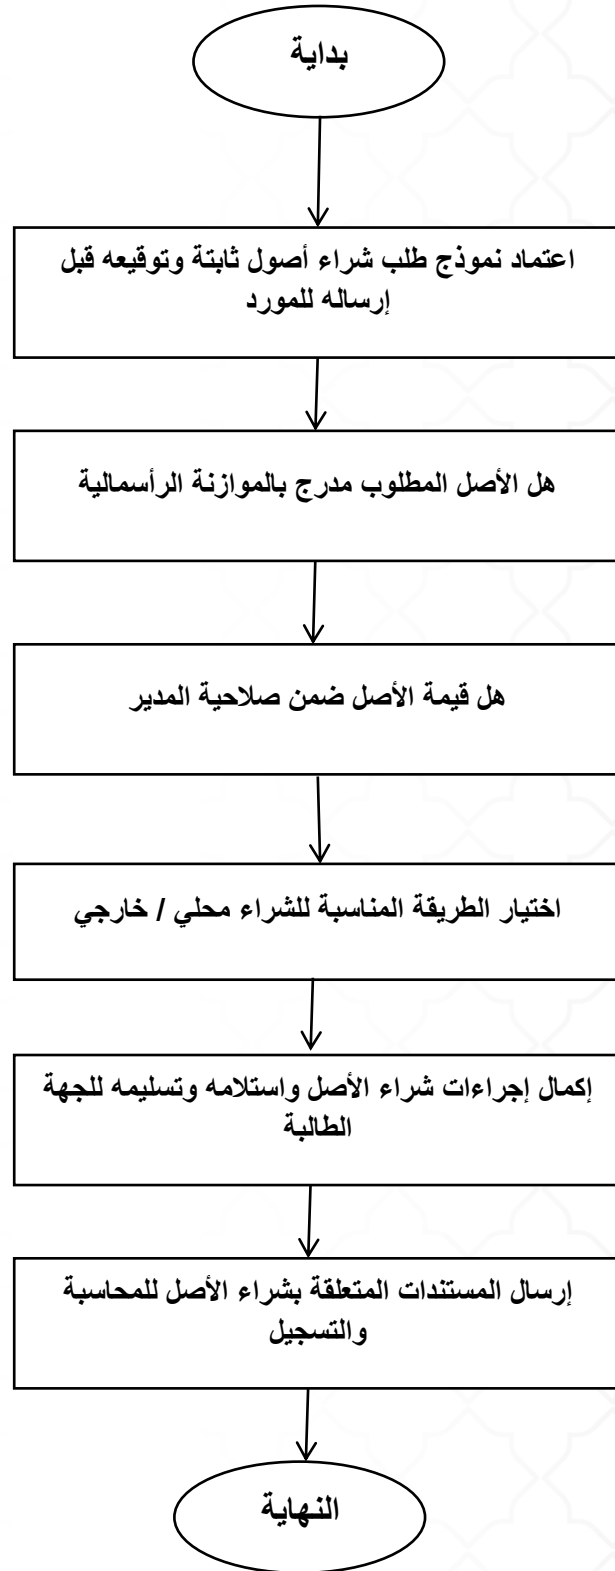 بداية
اعتماد نموذج طلب شراء أصول ثابتة وتوقيعه قبل
إرساله للمورد
هل الأصل المطلوب مدرج بالموازنة الرأسمالية
هل قيمة الأصل ضمن صلاحية المدير
اختيار الطريقة المناسبة للشراء محلي / خارجي
إكمال إجراءات شراء الأصل واستلامه وتسليمه للجهة
الطالبة
إرسال المستندات المتعلقة بشراء الأصل للمحاسبة
والتسجيل
النهاية